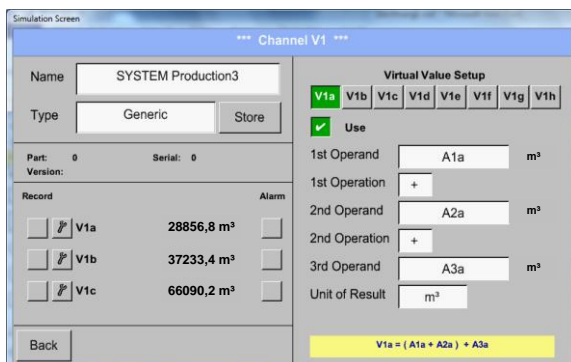 Simulation Screen
*** Channel V1 ***
Name
SYSTEM Production3
Type
Generic
Store
Part: 0 Serial: 0
Version:
Record
Alarm
V1a 28856,8 m³
V1b 37233,4 m³
V1c 66090,2 m³
Back
Virtual Value Setup
V1a V1b V1c V1d V1e V1f V1g V1h
Use
1st Operand A1a m³
1st Operation +
2nd Operand A2a m³
2nd Operation +
3rd Operand A3a m³
Unit of Result m³
V1a = ( A1a + A2a ) + A3a